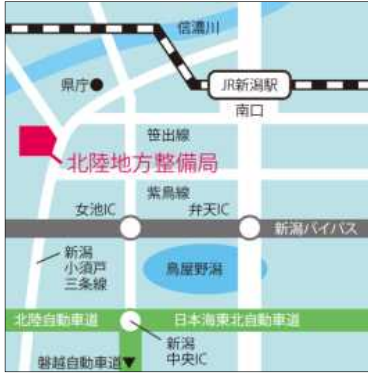 信濃川
県庁
JR新潟駅
南口
笹出線
北陸地方整備局
紫鳥線
女池IC
弁天IC
新潟バイパス
新潟
小須戸
三条線
鳥屋野潟
北陸自動車道
日本海東北自動車道
新潟
中央IC
磐越自動車道